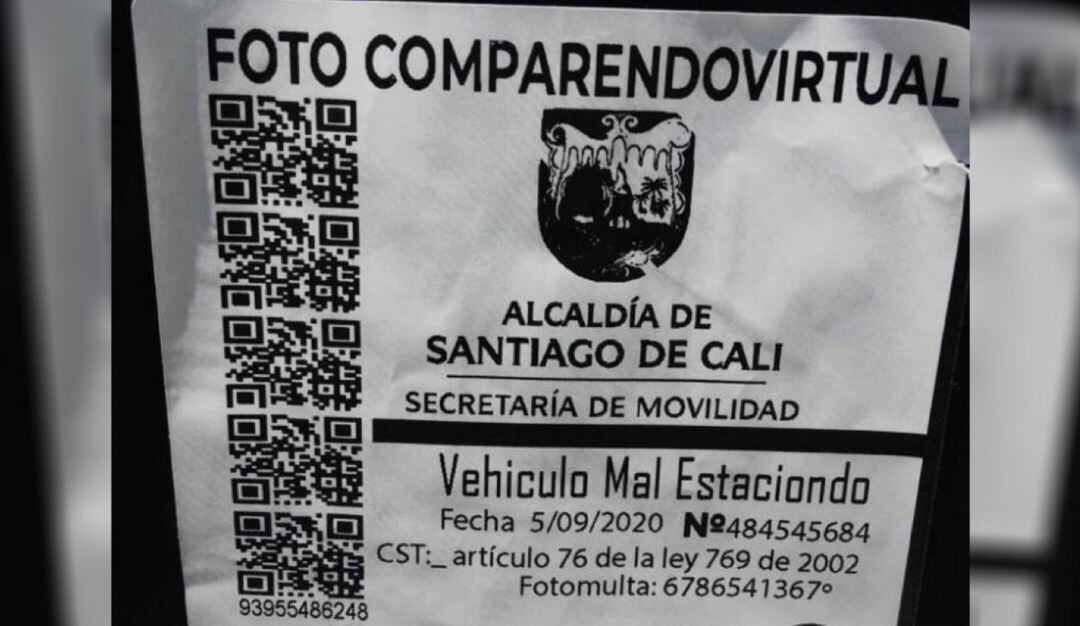 FOTO COMPARENDOVIRTUAL
ALCALDÍA DE
SANTIAGO DE CALI
SECRETARÍA DE MOVILIDAD
Vehiculo Mal Estaciondo
Fecha 5/09/2020 Nº484545684
CST:_ artículo 76 de la ley 769 de 2002
Fotomulta: 6786541367º
93955486248